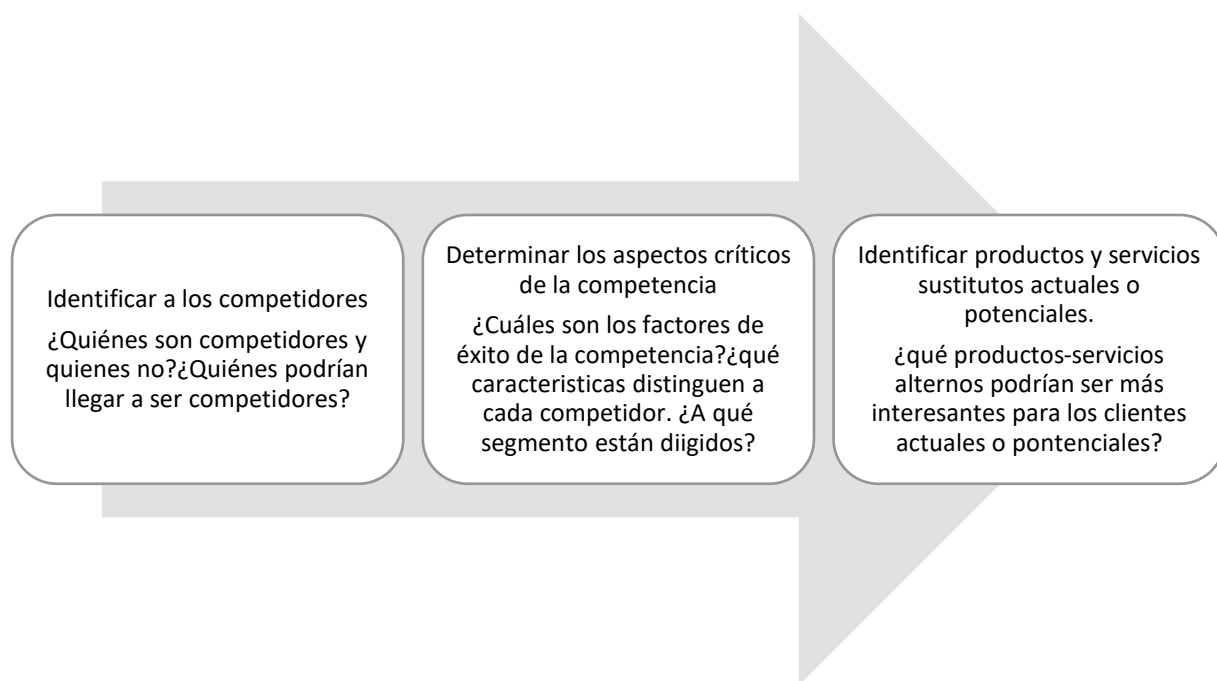 Identificar a los competidores
¿Quiénes son competidores y
quienes no?¿Quiénes podrían
llegar a ser competidores?
Determinar los aspectos críticos
de la competencia
¿Cuáles son los factores de
éxito de la competencia?¿qué
caracteristicas distinguen a
cada competidor. ¿A qué
segmento están diigidos?
Identificar productos y servicios
sustitutos actuales o
potenciales.
¿qué productos-servicios
alternos podrían ser más
interesantes para los clientes
actuales o pontenciales?